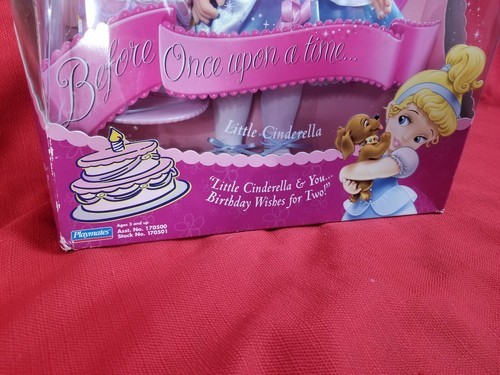 Before Once upon a time...
Little Cinderella
"Little Cinderella & You...
Birthday Wishes for Two!"
Playmates
Ages 5 and up
Asst. No. 170500
Stock No. 170501